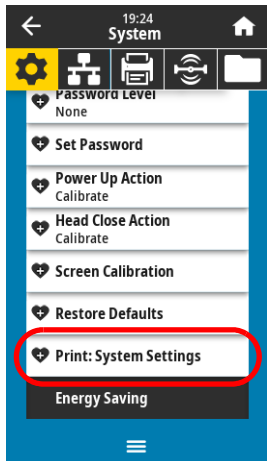 19:24
System
Password Level
None
Set Password
Power Up Action
Calibrate
Head Close Action
Calibrate
Screen Calibration
Restore Defaults
Print: System Settings
Energy Saving